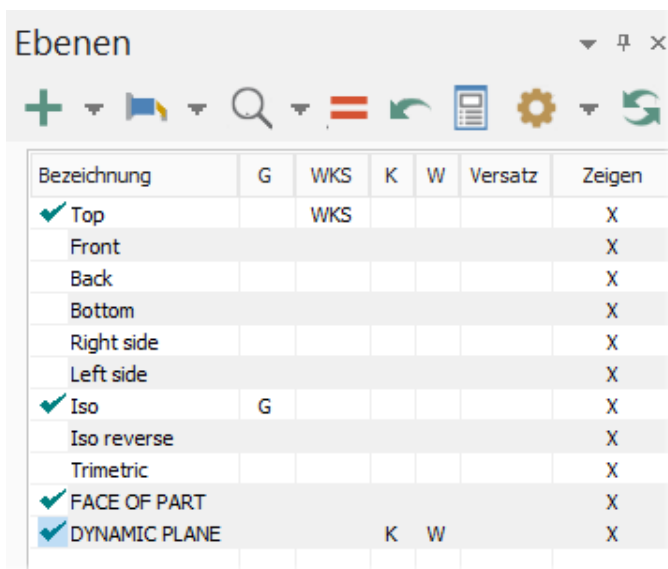 Ebenen
Bezeichnung G WKS K W Versatz Zeigen
Top WKS X
Front X
Back X
Bottom X
Right side X
Left side X
Iso G X
Iso reverse X
Trimetric X
FACE OF PART X
DYNAMIC PLANE K W X